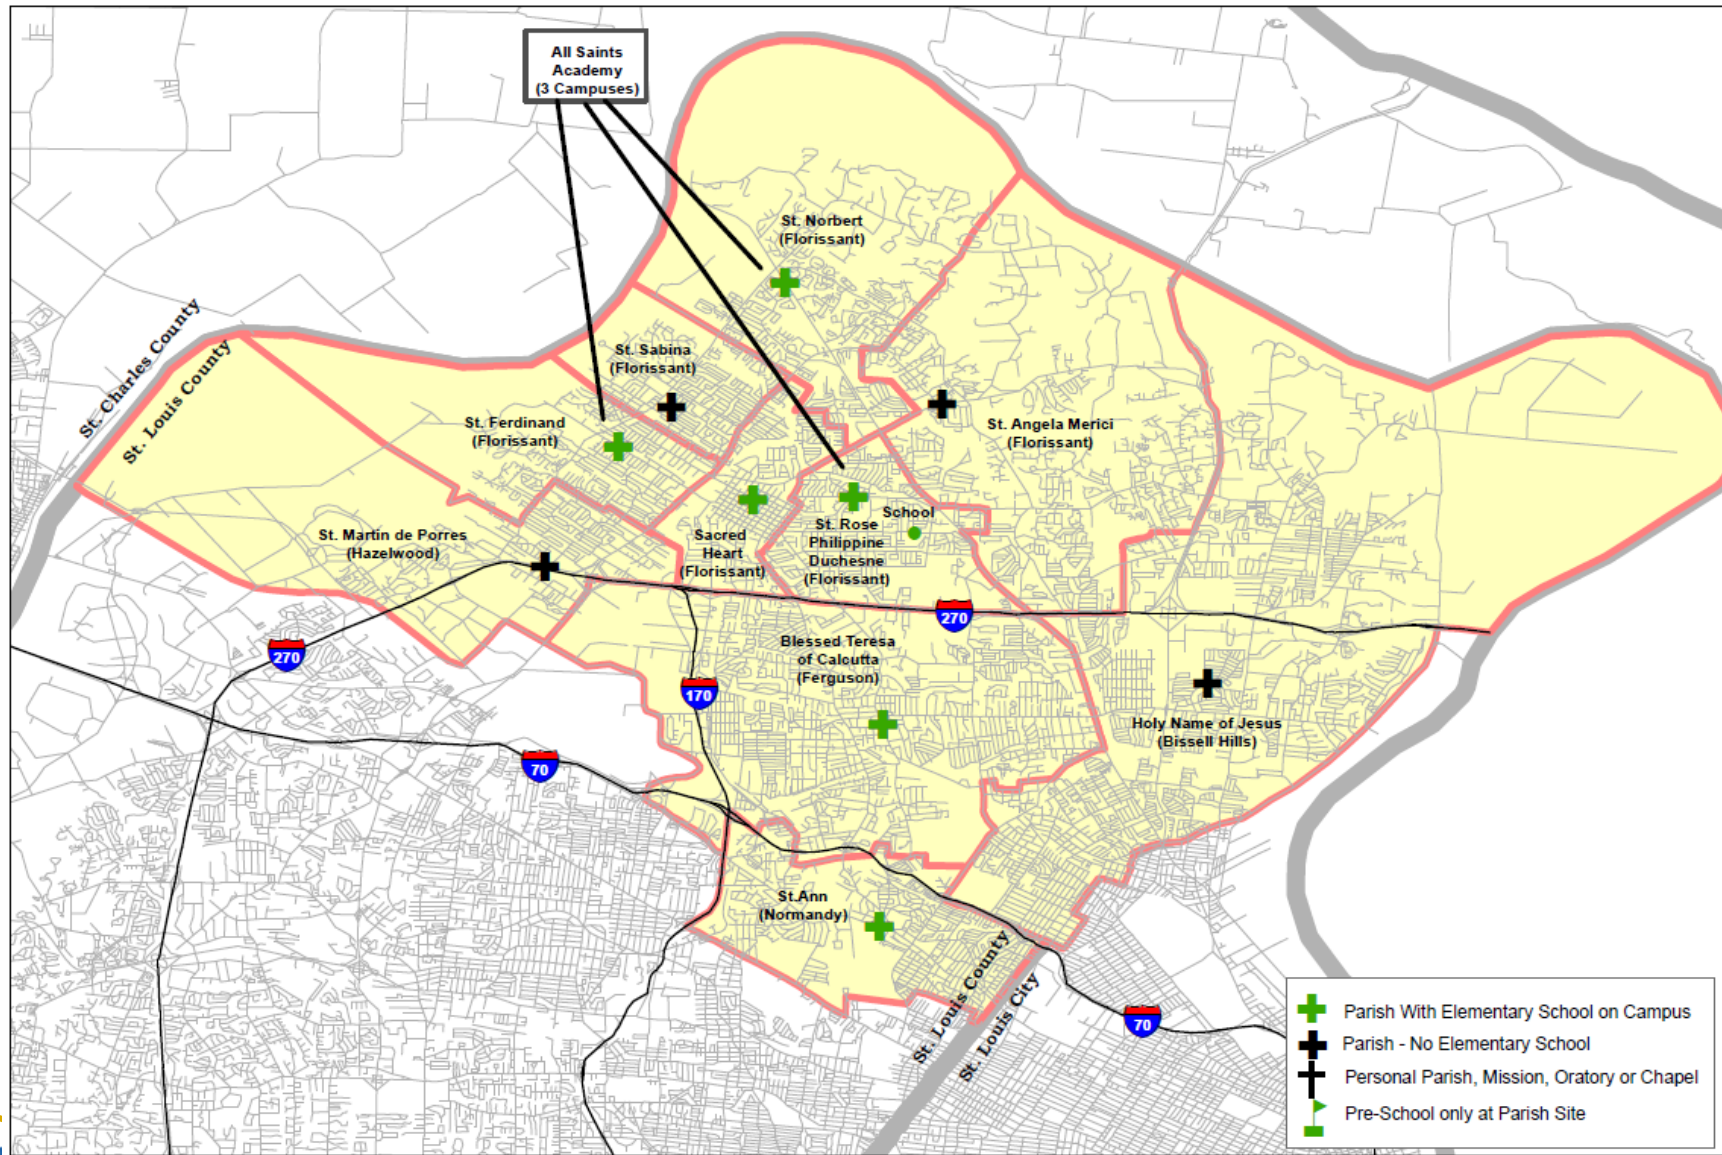 All Saints
Academy
(3 Campuses)
St. Norbert
(Florissant)
St. Charles County
St. Louis County
St. Sabina
(Florissant)
St. Ferdinand
(Florissant)
St. Angela Merici
(Florissant)
School
St. Martin de Porres
(Hazelwood)
Sacred
Heart
(Florissant)
St. Rose
Philippine
Duchesne
(Florissant)
270
270
Blessed Teresa
of Calcutta
(Ferguson)
170
Holy Name of Jesus
(Bissell Hills)
70
St.Ann
(Normandy)
St. Louis County
St. Louis City
70
Parish With Elementary School on Campus
Parish - No Elementary School
Personal Parish, Mission, Oratory or Chapel
Pre-School only at Parish Site